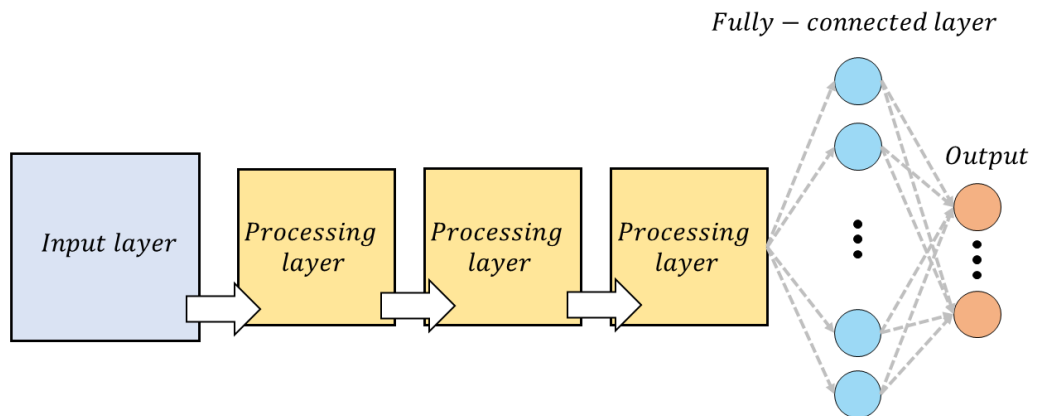 Fully − connected layer
Output
Input layer
Processing
layer
Processing
layer
Processing
layer